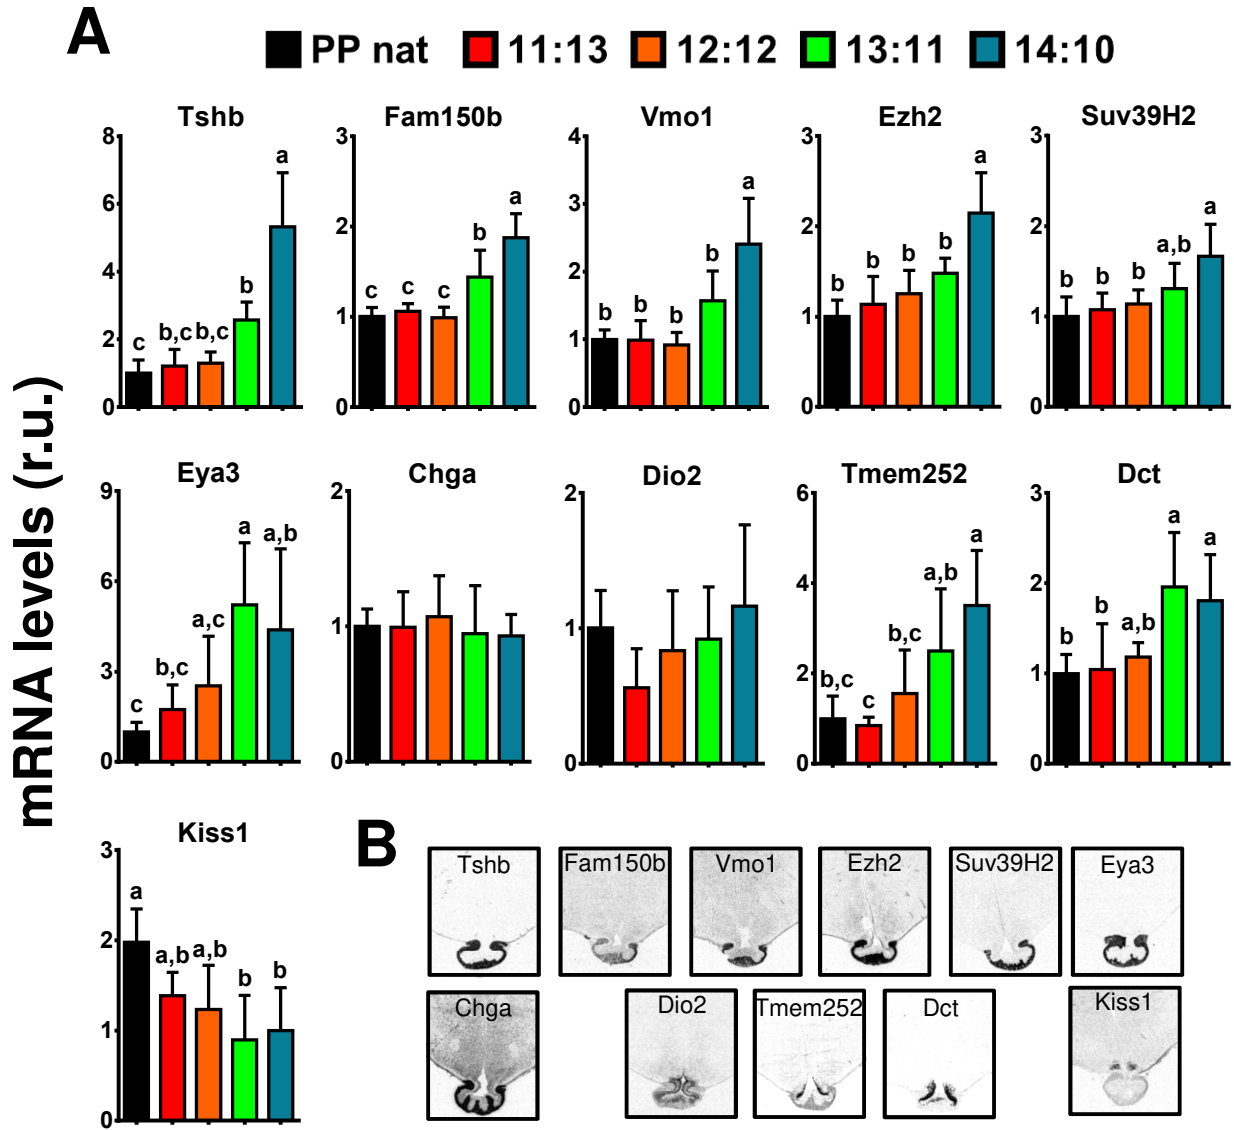 A
PP nat 11:13 12:12 13:11 14:10
mRNA levels (r.u.)
Tshb
8
6
4
2
0
c b,c b,c b a
Fam150b
3
2
1
0
c c c b a
Vmo1
4
3
2
1
0
b b b b a
Ezh2
3
2
1
0
b b b b a
Suv39H2
3
2
1
0
b b b a,b a
Eya3
9
6
3
0
c b,c a,c a a,b
Chga
2
1
0
Dio2
2
1
0
Tmem252
6
4
2
0
b,c c b,c a,b a
Dct
3
2
1
0
b b a,b a a
Kiss1
3
2
1
0
a a,b a,b b b
B
Tshb Fam150b Vmo1 Ezh2 Suv39H2 Eya3
Chga Dio2 Tmem252 Dct Kiss1